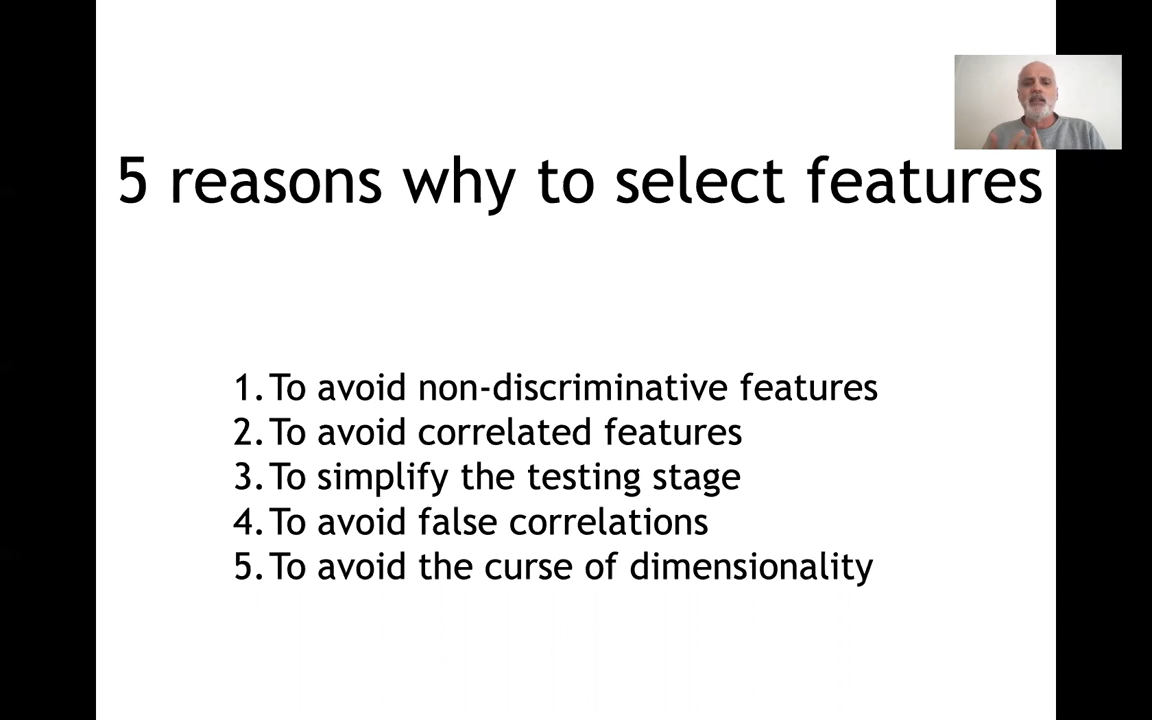 5 reasons why to select features
1. To avoid non-discriminative features
2. To avoid correlated features
3. To simplify the testing stage
4. To avoid false correlations
5. To avoid the curse of dimensionality